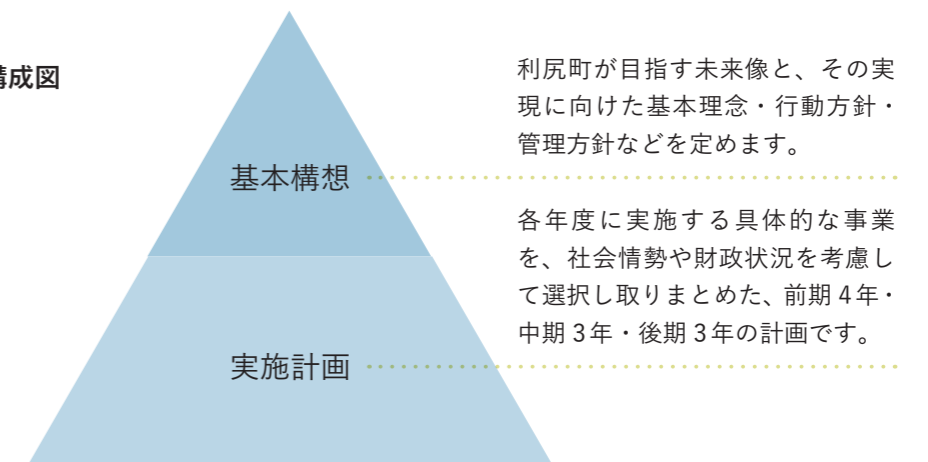 構成図
利尻町が目指す未来像と、その実
現に向けた基本理念・行動方針・
管理方針などを定めます。
基本構想
各年度に実施する具体的な事業
を、社会情勢や財政状況を考慮し
て選択し取りまとめた、前期4年・
中期3年・後期3年の計画です。
実施計画